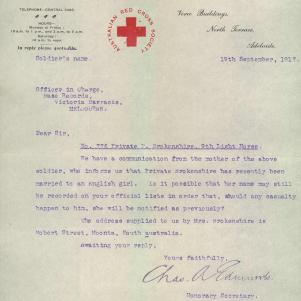 TELEPHONE—CENTRAL
HOURS—
In reply please quote
AUSTRALIAN RED CROSS SOCIETY
Verco Buildings,
North Terrace,
Adelaide.
Soldier's name.
19th September, 1917.
Officer in Charge,
Base Records,
Victoria Barracks,
MELBOURNE.
Dear Sir,
Private Brokenshire, 9th Light Horse
We have a communication from the mother of the above
soldier, who informs us that Private Brokenshire has recently been
married to an English girl. Is it possible that her name may still
be recorded on your official lists in order that, should any casualty
happen to him, she will be notified as previously?
The address supplied to us by Mrs. Brokenshire is
Robert Street, Moonta, South Australia.
Awaiting your reply,
Yours faithfully,
Chas. A. Edmunds
Honorary Secretary.